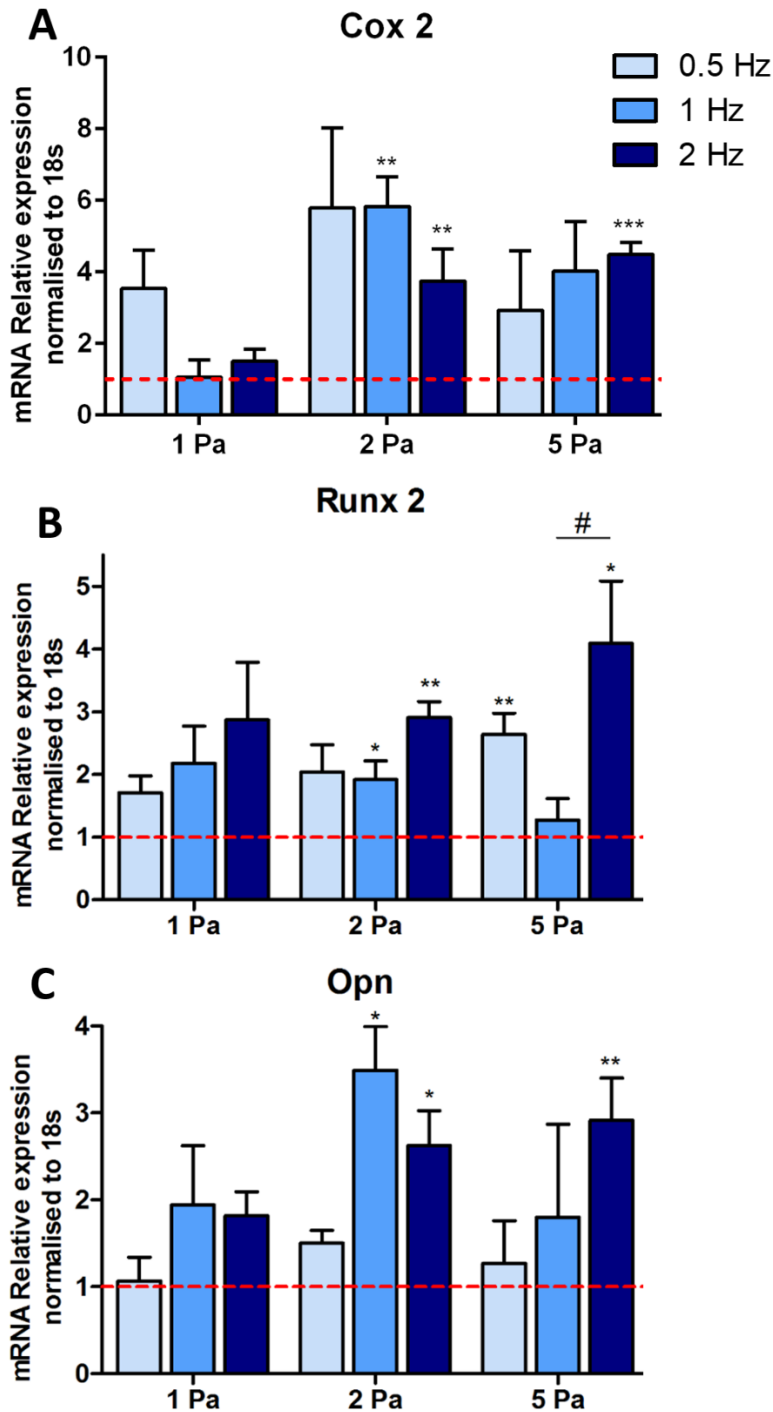 A
Cox 2
mRNA Relative expression
normalised to 18s
10
8
6
4
2
0
** ** ***
1 Pa 2 Pa 5 Pa
0.5 Hz
1 Hz
2 Hz
B
Runx 2
mRNA Relative expression
normalised to 18s
5
4
3
2
1
0
#
* ** ** *
1 Pa 2 Pa 5 Pa
C
Opn
mRNA Relative expression
normalised to 18s
4
3
2
1
0
* * **
1 Pa 2 Pa 5 Pa